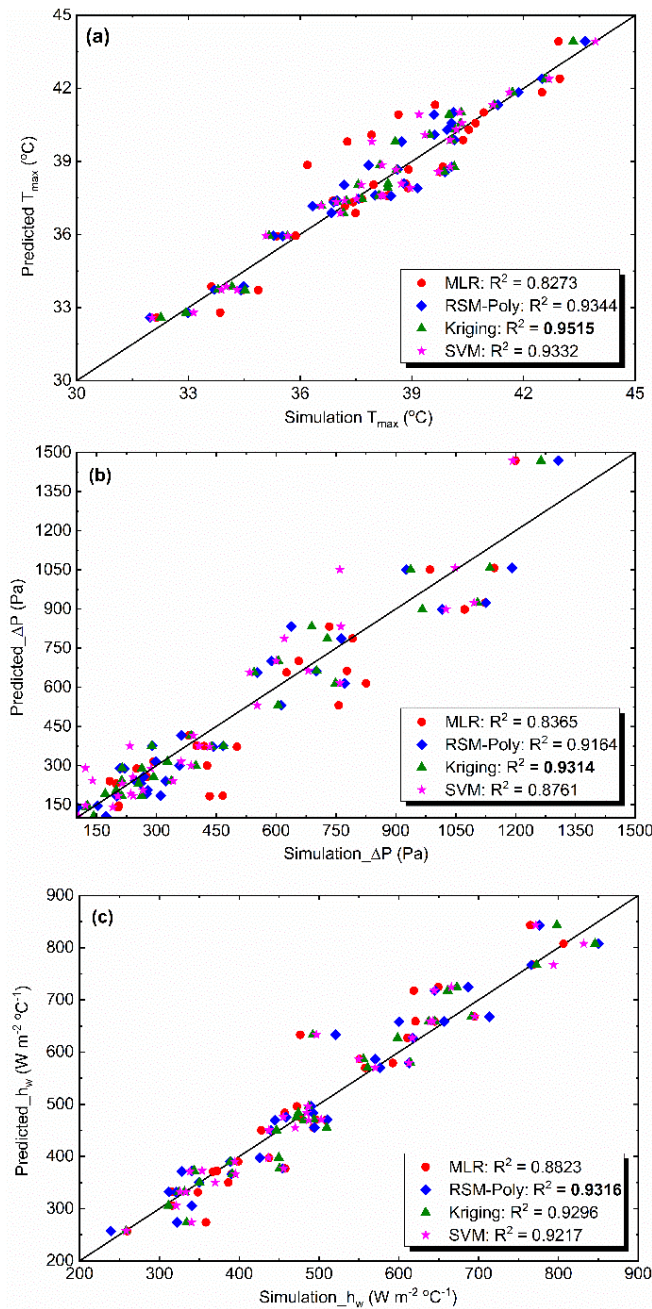 (a)
45
42
39
36
33
30
Predicted T_max (°C)
MLR: R² = 0.8273
RSM-Poly: R² = 0.9344
Kriging: R² = 0.9515
SVM: R² = 0.9332
30 33 36 39 42 45
Simulation T_max (°C)
(b)
1500
1350
1200
1050
900
750
600
450
300
150
Predicted_ΔP (Pa)
MLR: R² = 0.8365
RSM-Poly: R² = 0.9164
Kriging: R² = 0.9314
SVM: R² = 0.8761
150 300 450 600 750 900 1050 1200 1350 1500
Simulation_ΔP (Pa)
(c)
900
800
700
600
500
400
300
200
Predicted_h_w (W m⁻² °C⁻¹)
MLR: R² = 0.8823
RSM-Poly: R² = 0.9316
Kriging: R² = 0.9296
SVM: R² = 0.9217
200 300 400 500 600 700 800 900
Simulation_h_w (W m⁻² °C⁻¹)